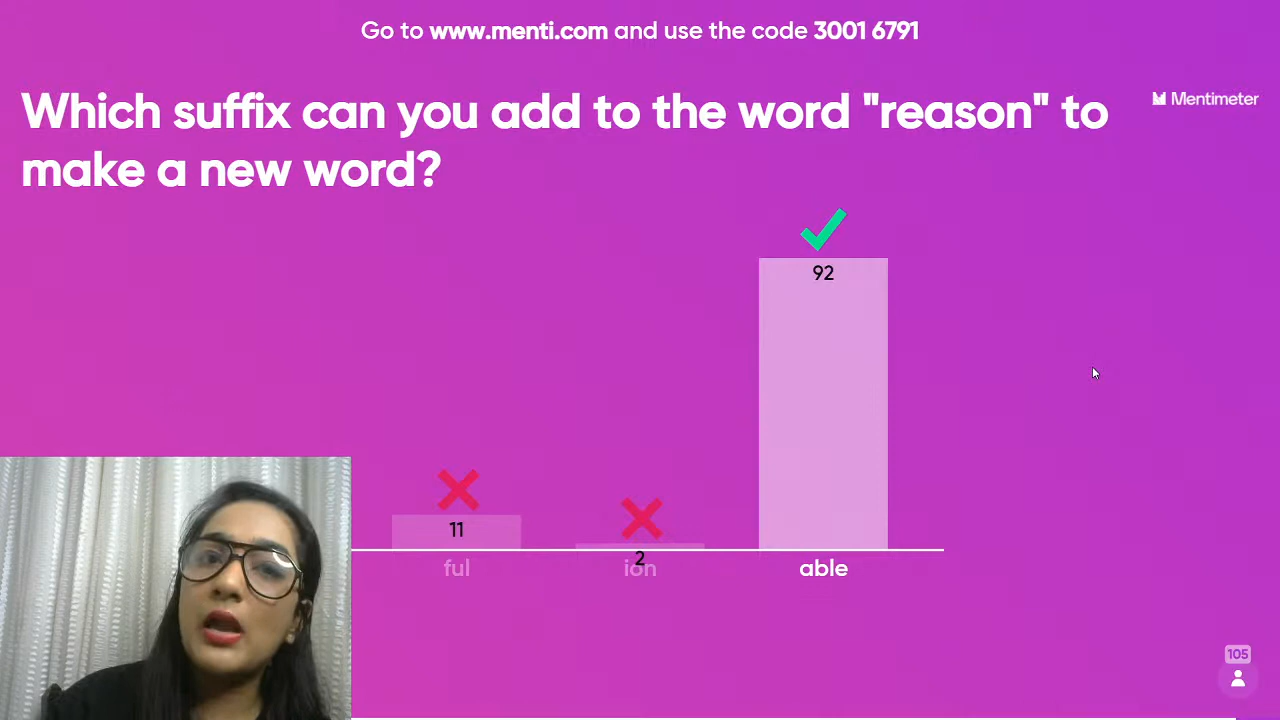 Go to www.menti.com and use the code 3001 6791
Which suffix can you add to the word "reason" to
make a new word?
Mentimeter
92
11
2
ful
ion
able
105